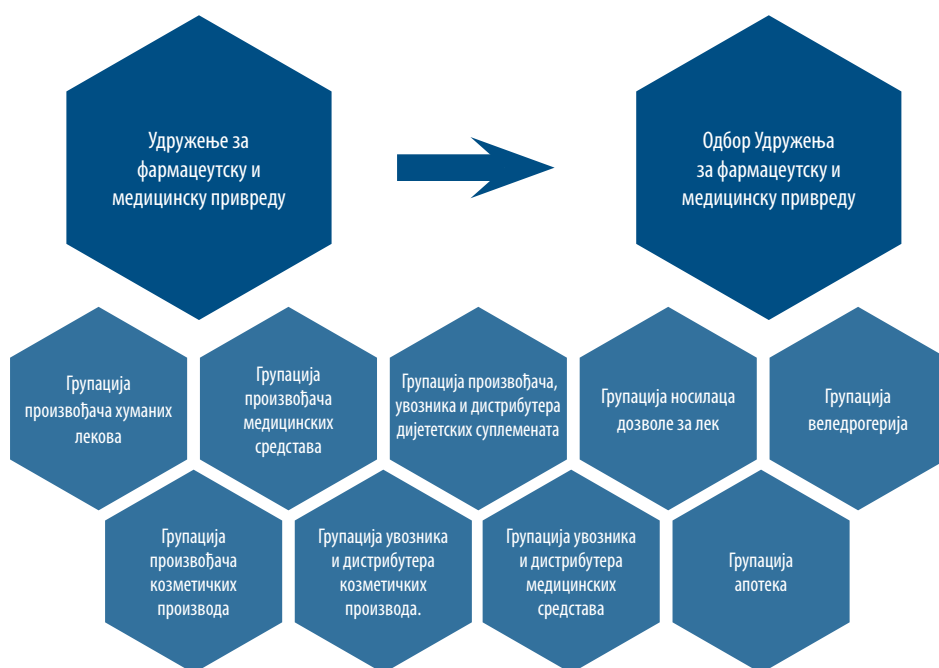 Удружење за
фармацеутску и
медицинску привреду
Одбор Удружења
за фармацеутску и
медицинску привреду
Групација
произвођача хуманих
лекова
Групација
произвођача
медицинских
средстава
Групација произвођача,
увозника и дистрибутера
дијететских суплемената
Групација носилаца
дозволе за лек
Групација
веледрогерија
Групација
произвођача
козметичких
производа
Групација увозника
и дистрибутера
козметичких
производа.
Групација увозника
и дистрибутера
медицинских
средстава
Групација
апотека